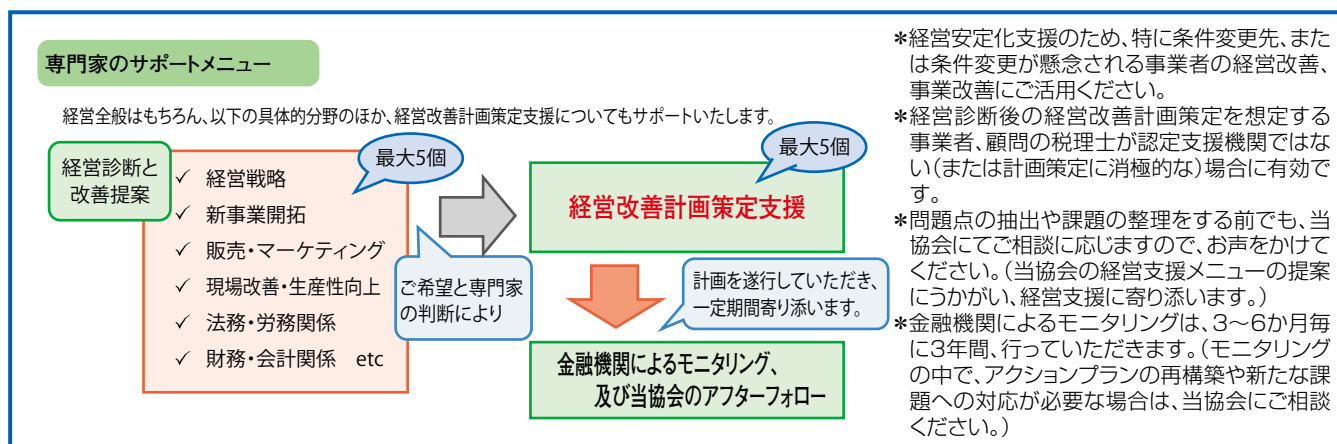 専門家のサポートメニュー
経営全般はもちろん、以下の具体的分野のほか、経営改善計画策定支援についてもサポートいたします。
経営診断と
改善提案
最大5個
✓ 経営戦略
✓ 新事業開拓
✓ 販売・マーケティング
✓ 現場改善・生産性向上
✓ 法務・労務関係
✓ 財務・会計関係 etc
ご希望と専門家
の判断により
最大5個
経営改善計画策定支援
計画を遂行していただき、
一定期間寄り添います。
金融機関によるモニタリング、
及び当協会のアフターフォロー
*経営安定化支援のため、特に条件変更先、また
は条件変更が懸念される事業者の経営改善、
事業改善にご活用ください。
*経営診断後の経営改善計画策定を想定する
事業者、顧問の税理士が認定支援機関ではな
い(または計画策定に消極的な)場合に有効で
す。
*問題点の抽出や課題の整理をする前でも、当
協会にてご相談に応じますので、お声をかけて
ください。(当協会の経営支援メニューの提案
にうかがい、経営支援に寄り添います。)
*金融機関によるモニタリングは、3〜6か月毎
に3年間、行っていただきます。(モニタリング
の中で、アクションプランの再構築や新たな課
題への対応が必要な場合は、当協会にご相談
ください。)